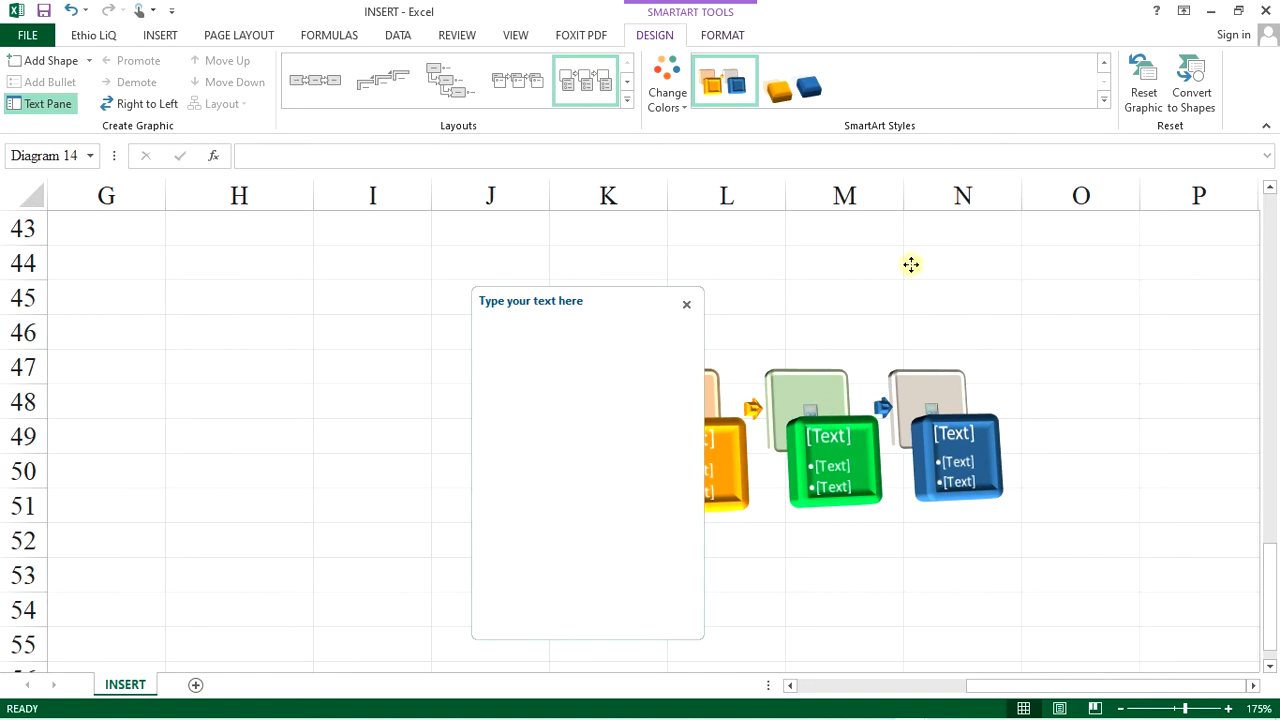 INSERT - Excel
SMARTART TOOLS
?
FILE HOME INSERT PAGE LAYOUT FORMULAS DATA REVIEW VIEW FOXIT PDF DESIGN FORMAT
Ethio LiQ
Sign in
Add Shape Promote Move Up
Add Bullet Demote Move Down
Text Pane Right to Left Layout
Create Graphic
Layouts
Change
Colors
SmartArt Styles
Reset
Graphic
Convert
to Shapes
Reset
Diagram 14
fx
G H I J K L M N O P
43
44
45
46
47
48
49
50
51
52
53
54
55
Type your text here
[Text]
•[Text]
•[Text]
[Text]
•[Text]
•[Text]
INSERT
READY
175%